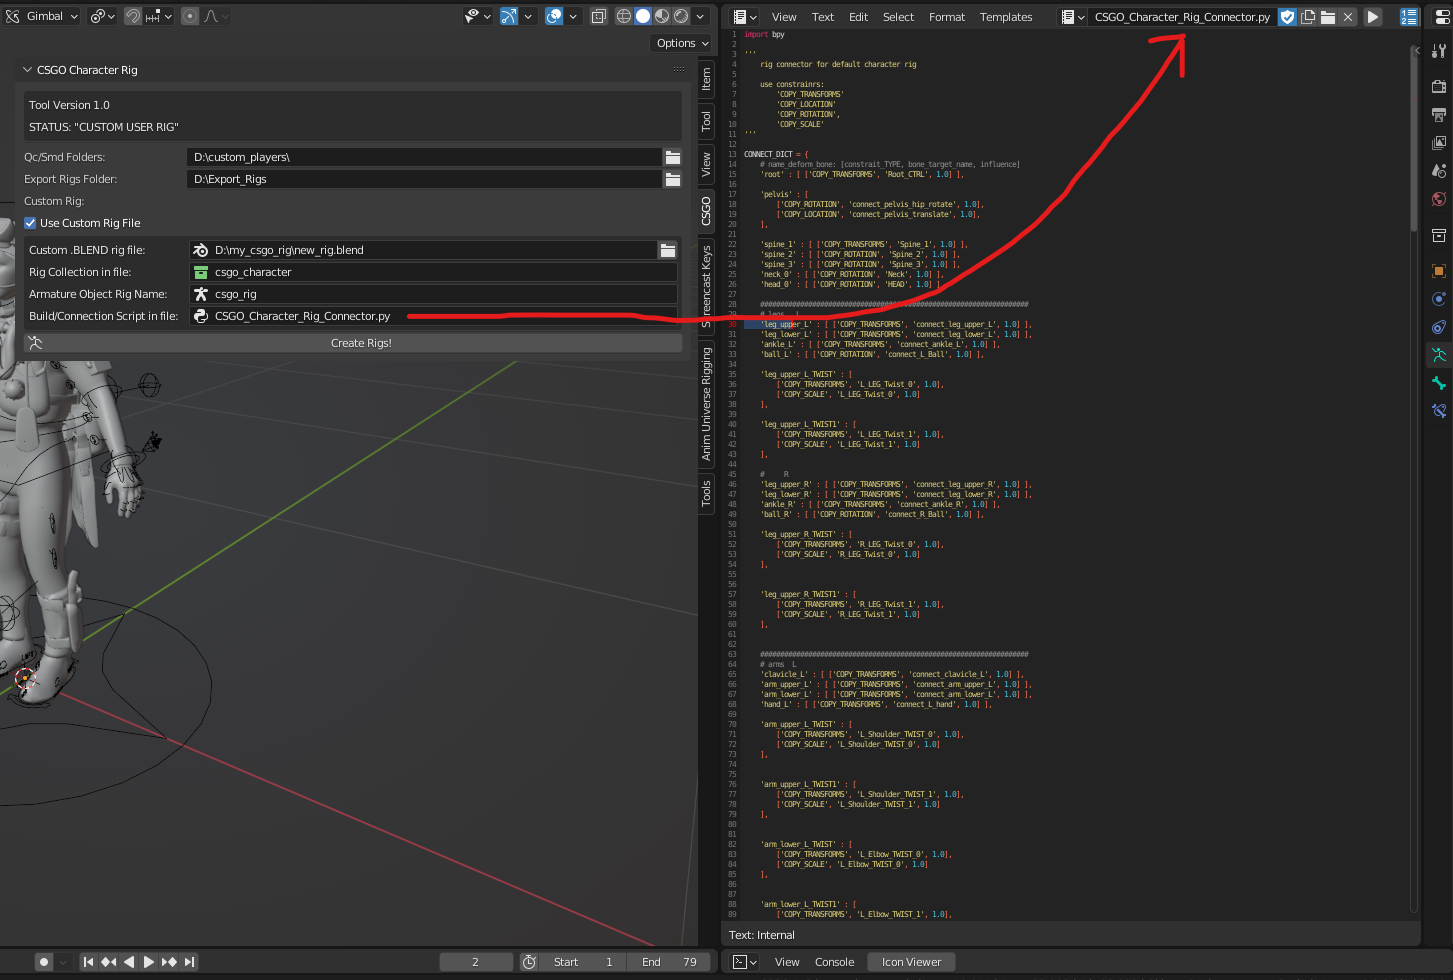 Gimbal
Options
CSGO Character Rig
Tool Version 1.0
STATUS: "CUSTOM USER RIG"
Qc/Smd Folders:
D:\custom_players\
Export Rigs Folder:
D:\Export_Rigs
Custom Rig:
Use Custom Rig File
Custom .BLEND rig file:
D:\my_csgo_rig\new_rig.blend
Rig Collection in file:
csgo_character
Armature Object Rig Name:
csgo_rig
Build/Connection Script in file:
CSGO_Character_Rig_Connector.py
Create Rigs!
Item
Tool
View
CSGO
Screencast Keys
Anim Universe Rigging
Tools
View Text Edit Select Format Templates
CSGO_Character_Rig_Connector.py
1 import bpy
2
3 '''
4 rig connector for default character rig
5
6 use constrainrs:
7 'COPY_TRANSFORMS'
8 'COPY_LOCATION'
9 'COPY_ROTATION',
10 'COPY_SCALE'
11 '''
12
13 CONNECT_DICT = {
14 # name_deform bone: [constrait_TYPE, bone_target_name, influence]
15 'root' : [ ['COPY_TRANSFORMS', 'Root_CTRL', 1.0] ],
16
17 'pelvis' : [
18 ['COPY_ROTATION', 'connect_pelvis_hip_rotate', 1.0],
19 ['COPY_LOCATION', 'connect_pelvis_translate', 1.0],
20 ],
21
22 'spine_1' : [ ['COPY_TRANSFORMS', 'Spine_1', 1.0] ],
23 'spine_2' : [ ['COPY_ROTATION', 'Spine_2', 1.0] ],
24 'spine_3' : [ ['COPY_ROTATION', 'Spine_3', 1.0] ],
25 'neck_0' : [ ['COPY_ROTATION', 'Neck', 1.0] ],
26 'head_0' : [ ['COPY_ROTATION', 'HEAD', 1.0] ]
27
28 ##################################################################
29 # legs L
30 'leg_upper_L' : [ ['COPY_TRANSFORMS', 'connect_leg_upper_L', 1.0] ],
31 'leg_lower_L' : [ ['COPY_TRANSFORMS', 'connect_leg_lower_L', 1.0] ],
32 'ankle_L' : [ ['COPY_TRANSFORMS', 'connect_ankle_L', 1.0] ],
33 'ball_L' : [ ['COPY_ROTATION', 'connect_L_Ball', 1.0] ],
34
35 'leg_upper_L_TWIST' : [
36 ['COPY_TRANSFORMS', 'L_LEG_Twist_0', 1.0],
37 ['COPY_SCALE', 'L_LEG_Twist_0', 1.0]
38 ],
39
40 'leg_upper_L_TWIST1' : [
41 ['COPY_TRANSFORMS', 'L_LEG_Twist_1', 1.0],
42 ['COPY_SCALE', 'L_LEG_Twist_1', 1.0]
43 ],
44
45 # R
46 'leg_upper_R' : [ ['COPY_TRANSFORMS', 'connect_leg_upper_R', 1.0] ],
47 'leg_lower_R' : [ ['COPY_TRANSFORMS', 'connect_leg_lower_R', 1.0] ],
48 'ankle_R' : [ ['COPY_TRANSFORMS', 'connect_ankle_R', 1.0] ],
49 'ball_R' : [ ['COPY_ROTATION', 'connect_R_Ball', 1.0] ],
50
51 'leg_upper_R_TWIST' : [
52 ['COPY_TRANSFORMS', 'R_LEG_Twist_0', 1.0],
53 ['COPY_SCALE', 'R_LEG_Twist_0', 1.0]
54 ],
55
56
57 'leg_upper_R_TWIST1' : [
58 ['COPY_TRANSFORMS', 'R_LEG_Twist_1', 1.0],
59 ['COPY_SCALE', 'R_LEG_Twist_1', 1.0]
60 ],
61
62
63 ##################################################################
64 # arms L
65 'clavicle_L' : [ ['COPY_TRANSFORMS', 'connect_clavicle_L', 1.0] ],
66 'arm_upper_L' : [ ['COPY_TRANSFORMS', 'connect_arm_upper_L', 1.0] ],
67 'arm_lower_L' : [ ['COPY_TRANSFORMS', 'connect_arm_lower_L', 1.0] ],
68 'hand_L' : [ ['COPY_TRANSFORMS', 'connect_L_hand', 1.0] ],
69
70 'arm_upper_L_TWIST' : [
71 ['COPY_TRANSFORMS', 'L_Shoulder_TWIST_0', 1.0],
72 ['COPY_SCALE', 'L_Shoulder_TWIST_0', 1.0]
73 ],
74
75
76 'arm_upper_L_TWIST1' : [
77 ['COPY_TRANSFORMS', 'L_Shoulder_TWIST_1', 1.0],
78 ['COPY_SCALE', 'L_Shoulder_TWIST_1', 1.0]
79 ],
80
81
82 'arm_lower_L_TWIST' : [
83 ['COPY_TRANSFORMS', 'L_Elbow_TWIST_0', 1.0],
84 ['COPY_SCALE', 'L_Elbow_TWIST_0', 1.0]
85 ],
86
87
88 'arm_lower_L_TWIST1' : [
89 ['COPY_TRANSFORMS', 'L_Elbow_TWIST_1', 1.0],
Text: Internal
2 Start 1 End 79
View Console Icon Viewer